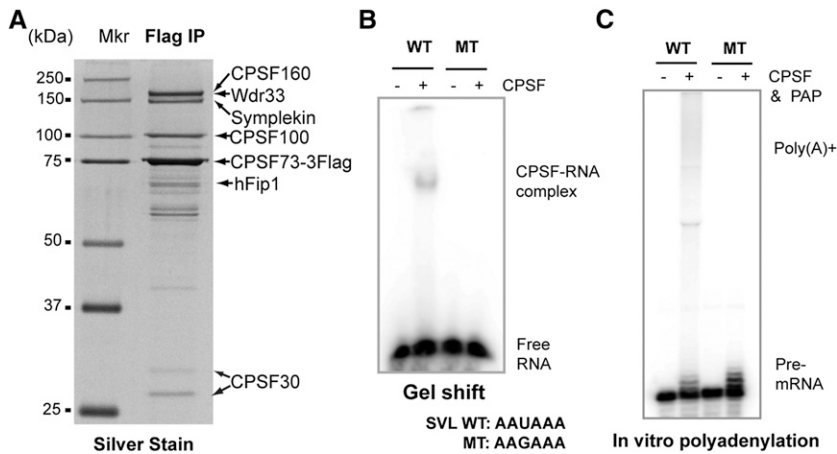 A
(kDa) Mkr Flag IP
250
150
100
75
50
37
25
CPSF160
Wdr33
Symplekin
CPSF100
CPSF73-3Flag
hFip1
CPSF30
Silver Stain
B
WT MT
- + - + CPSF
CPSF-RNA
complex
Free
RNA
Gel shift
SVL WT: AAUAAA
MT: AAGAAA
C
WT MT
- + - + CPSF
& PAP
Poly(A)+
Pre-
mRNA
In vitro polyadenylation